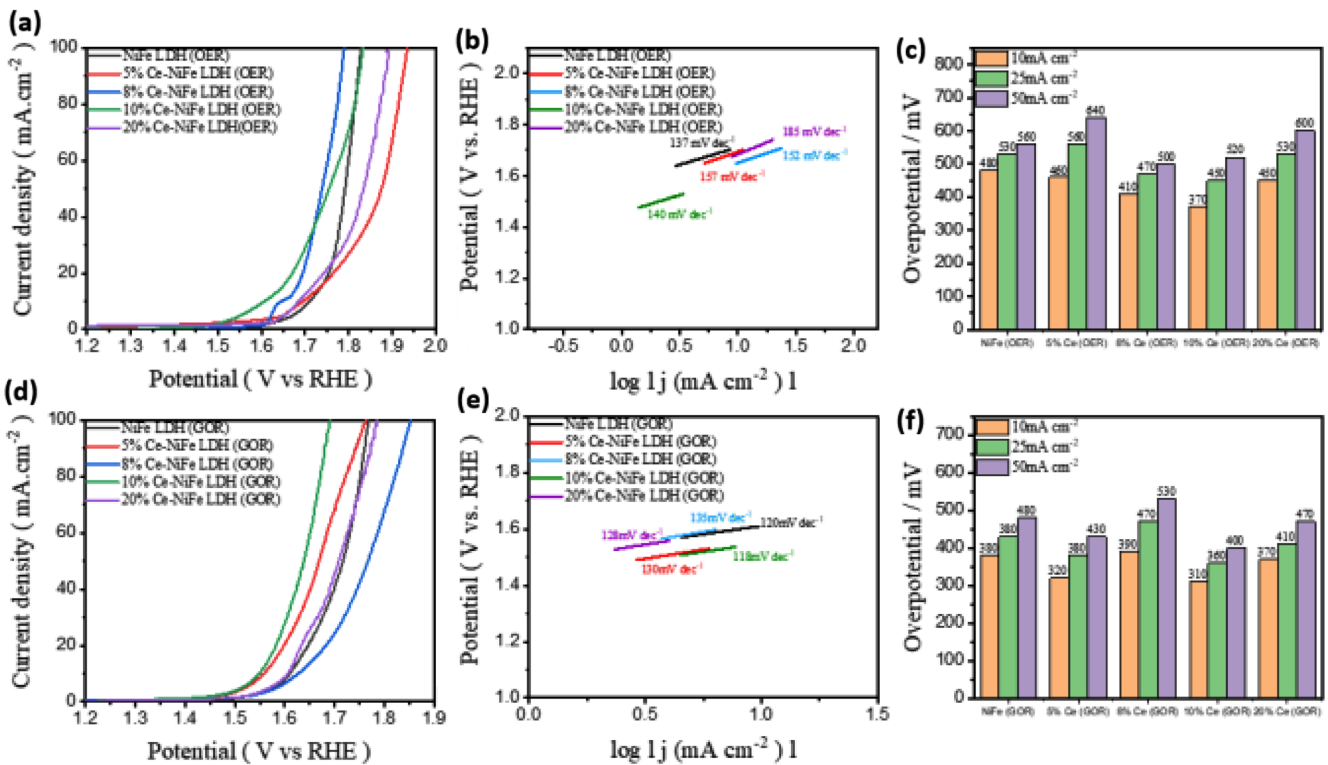 (a)
Current density ( mA.cm-2 )
100
80
60
40
20
0
1.2 1.3 1.4 1.5 1.6 1.7 1.8 1.9 2.0
Potential ( V vs RHE )
NiFe LDH (OER)
5% Ce-NiFe LDH (OER)
8% Ce-NiFe LDH (OER)
10% Ce-NiFe LDH (OER)
20% Ce-NiFe LDH(OER)
(b)
Potential ( V vs. RHE)
2.0
1.8
1.6
1.4
1.2
1.0
-0.5 0.0 0.5 1.0 1.5 2.0
log l j (mA cm-2 ) l
NiFe LDH (OER)
5% Ce-NiFe LDH (OER)
8% Ce-NiFe LDH (OER)
10% Ce-NiFe LDH (OER)
20% Ce-NiFe LDH (OER)
137 mV dec-1
185 mV dec-1
157 mV dec-1
152 mV dec-1
140 mV dec-1
(c)
Overpotential / mV
800
700
600
500
400
300
200
100
0
10mA cm-2
25mA cm-2
50mA cm-2
480 530 560
460 560 640
410 470 500
370 450 520
450 530 600
NiFe (OER) 5% Ce (OER) 8% Ce (OER) 10% Ce (OER) 20% Ce (OER)
(d)
Current density ( mA.cm-2 )
100
80
60
40
20
0
1.2 1.3 1.4 1.5 1.6 1.7 1.8 1.9
Potential ( V vs RHE )
NiFe LDH (GOR)
5% Ce-NiFe LDH (GOR)
8% Ce-NiFe LDH (GOR)
10% Ce-NiFe LDH (GOR)
20% Ce-NiFe LDH (GOR)
(e)
Potential ( V vs. RHE)
2.0
1.8
1.6
1.4
1.2
1.0
0.0 0.5 1.0 1.5
log l j (mA cm-2 ) l
NiFe LDH (GOR)
5% Ce-NiFe LDH (GOR)
8% Ce-NiFe LDH (GOR)
10% Ce-NiFe LDH (GOR)
20% Ce-NiFe LDH (GOR)
135mV dec-1
128mV dec-1
120mV dec-1
130mV dec-1
118mV dec-1
(f)
Overpotential / mV
700
600
500
400
300
200
100
0
10mA cm-2
25mA cm-2
50mA cm-2
380 380 480
320 380 430
390 470 530
310 360 400
370 410 470
NiFe (GOR) 5% Ce (GOR) 8% Ce (GOR) 10% Ce (GOR) 20% Ce (GOR)